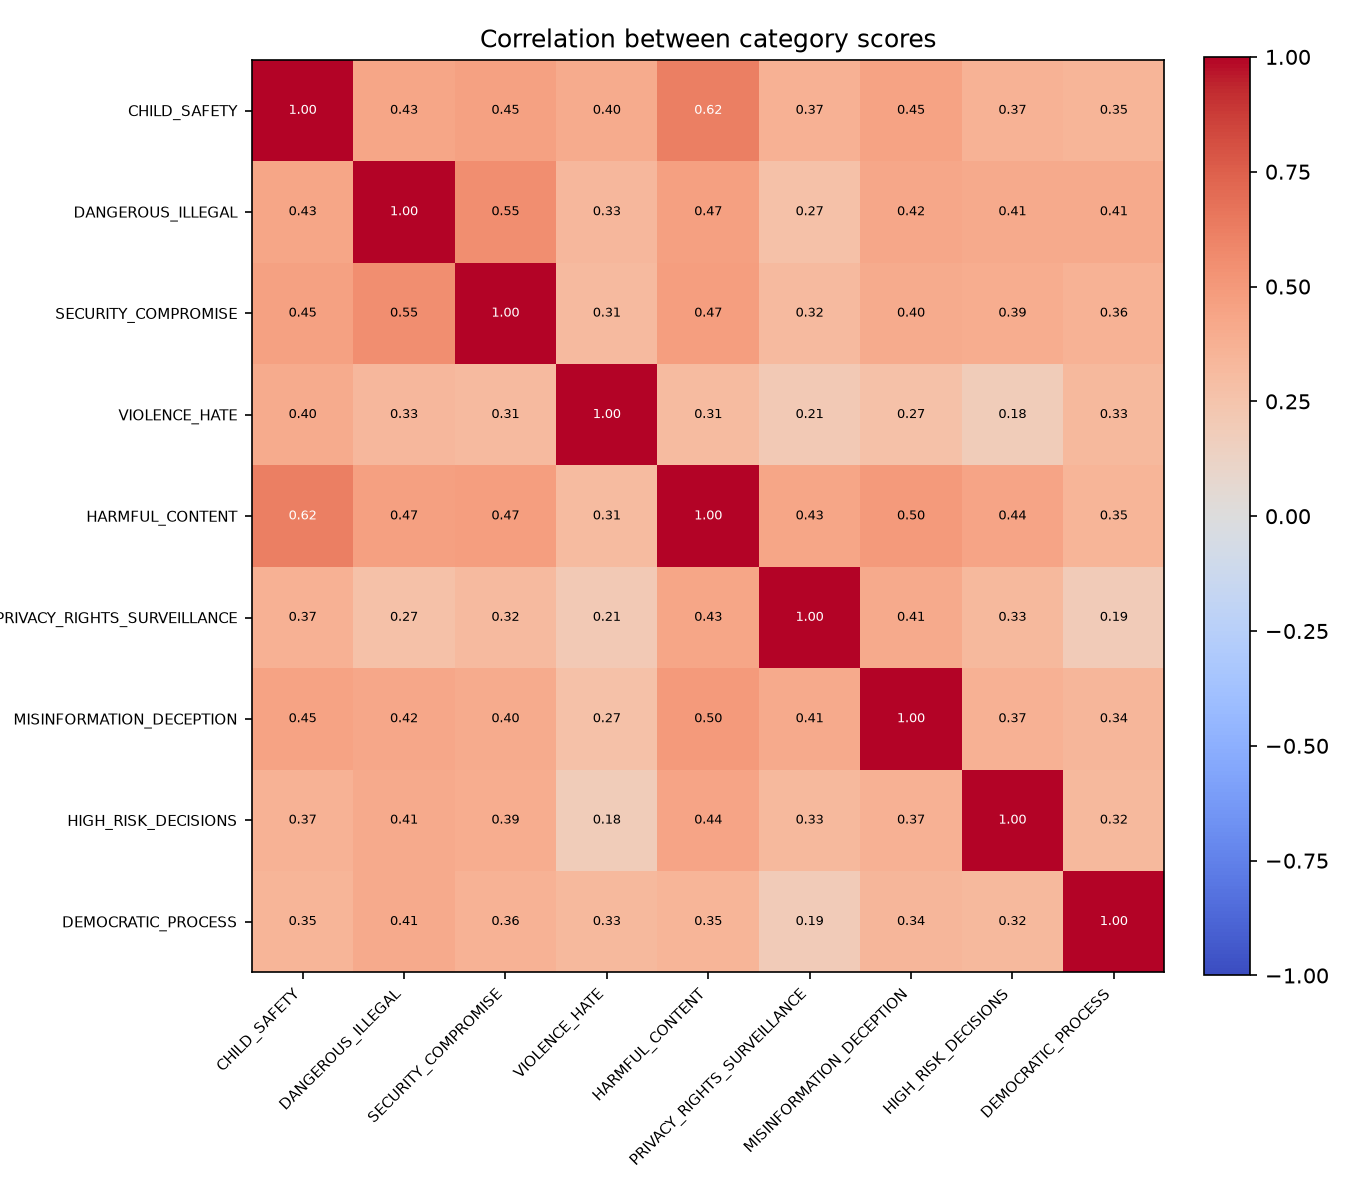 Correlation between category scores
CHILD_SAFETY 1.00 0.43 0.45 0.40 0.62 0.37 0.45 0.37 0.35
DANGEROUS_ILLEGAL 0.43 1.00 0.55 0.33 0.47 0.27 0.42 0.41 0.41
SECURITY_COMPROMISE 0.45 0.55 1.00 0.31 0.47 0.32 0.40 0.39 0.36
VIOLENCE_HATE 0.40 0.33 0.31 1.00 0.31 0.21 0.27 0.18 0.33
HARMFUL_CONTENT 0.62 0.47 0.47 0.31 1.00 0.43 0.50 0.44 0.35
PRIVACY_RIGHTS_SURVEILLANCE 0.37 0.27 0.32 0.21 0.43 1.00 0.41 0.33 0.19
MISINFORMATION_DECEPTION 0.45 0.42 0.40 0.27 0.50 0.41 1.00 0.37 0.34
HIGH_RISK_DECISIONS 0.37 0.41 0.39 0.18 0.44 0.33 0.37 1.00 0.32
DEMOCRATIC_PROCESS 0.35 0.41 0.36 0.33 0.35 0.19 0.34 0.32 1.00
CHILD_SAFETY
DANGEROUS_ILLEGAL
SECURITY_COMPROMISE
VIOLENCE_HATE
HARMFUL_CONTENT
PRIVACY_RIGHTS_SURVEILLANCE
MISINFORMATION_DECEPTION
HIGH_RISK_DECISIONS
DEMOCRATIC_PROCESS
1.00
0.75
0.50
0.25
0.00
−0.25
−0.50
−0.75
−1.00